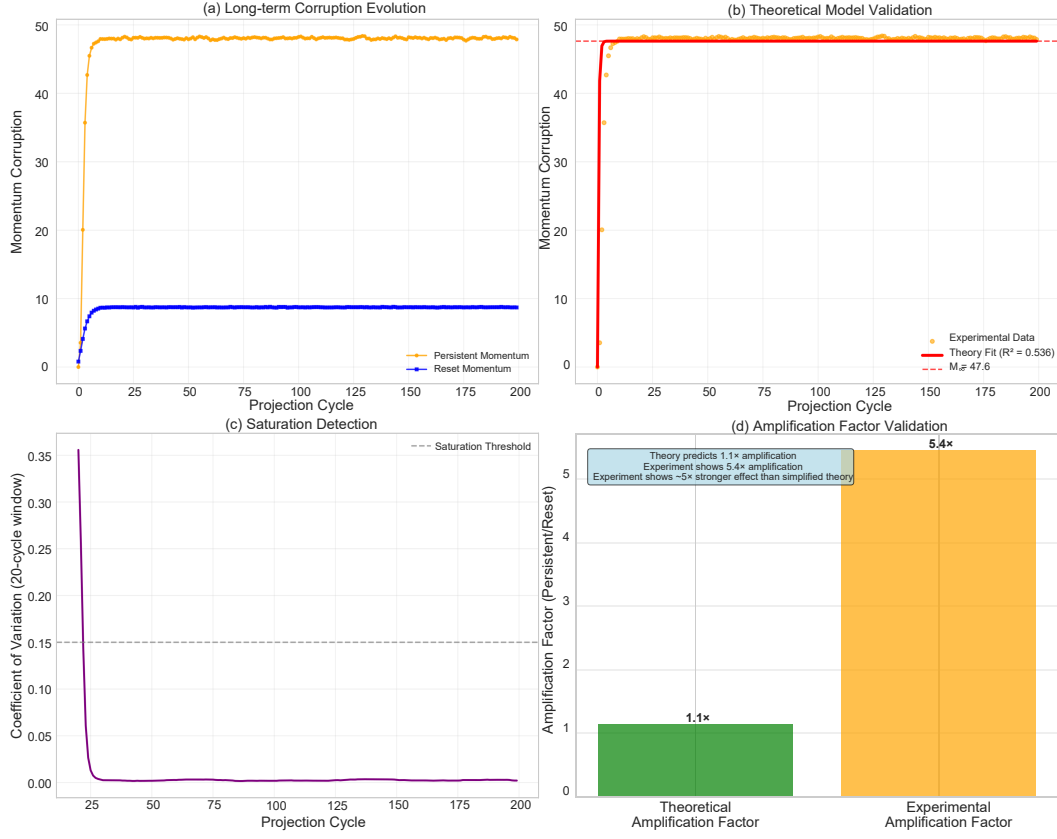 (a) Long-term Corruption Evolution
50
40
30
20
10
0
Momentum Corruption
Persistent Momentum
Reset Momentum
0 25 50 75 100 125 150 175 200
Projection Cycle
(b) Theoretical Model Validation
50
40
30
20
10
0
Momentum Corruption
Experimental Data
Theory Fit (R² = 0.536)
M∞ = 47.6
0 25 50 75 100 125 150 175 200
Projection Cycle
(c) Saturation Detection
Saturation Threshold
0.35
0.30
0.25
0.20
0.15
0.10
0.05
0.00
Coefficient of Variation (20-cycle window)
25 50 75 100 125 150 175 200
Projection Cycle
(d) Amplification Factor Validation
5.4×
Theory predicts 1.1× amplification
Experiment shows 5.4× amplification
Experiment shows ~5× stronger effect than simplified theory
5
4
3
2
1
0
Amplification Factor (Persistent/Reset)
1.1×
Theoretical
Amplification Factor
Experimental
Amplification Factor